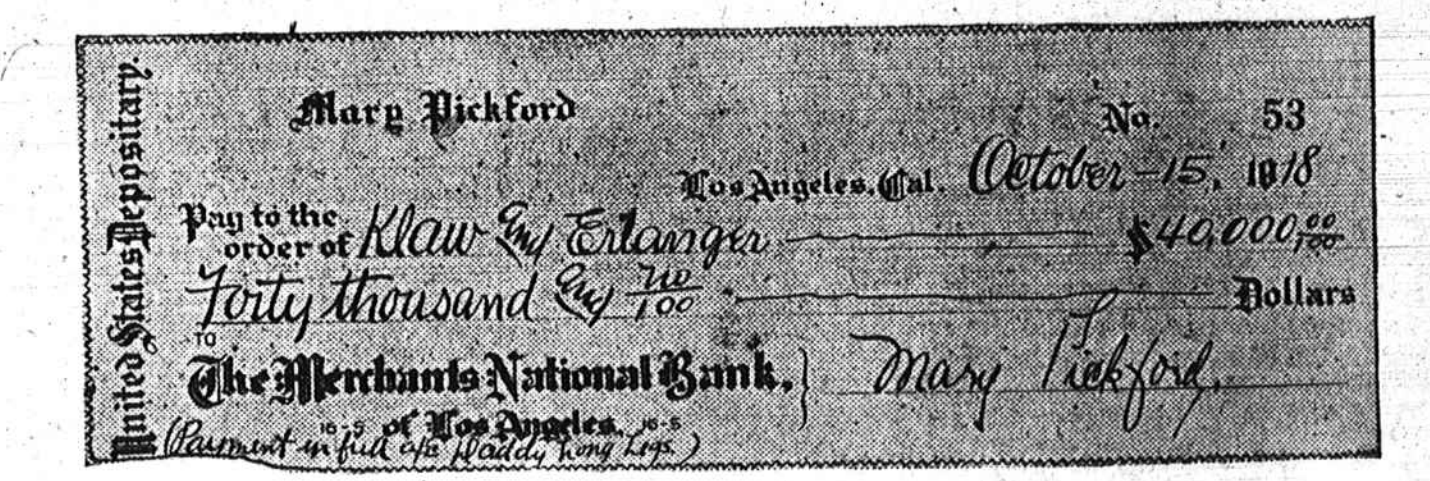 United States Depositary.
Mary Pickford
No. 53
Los Angeles, Cal. October - 15, 1918
Pay to the
order of Klaw And Erlanger $40,000,00/100
Forty thousand And no/100 Dollars
TO
The Merchants National Bank, Mary Pickford.
16-5 of Los Angeles. 16-5
(Payment in full a/c Daddy Long Legs.)